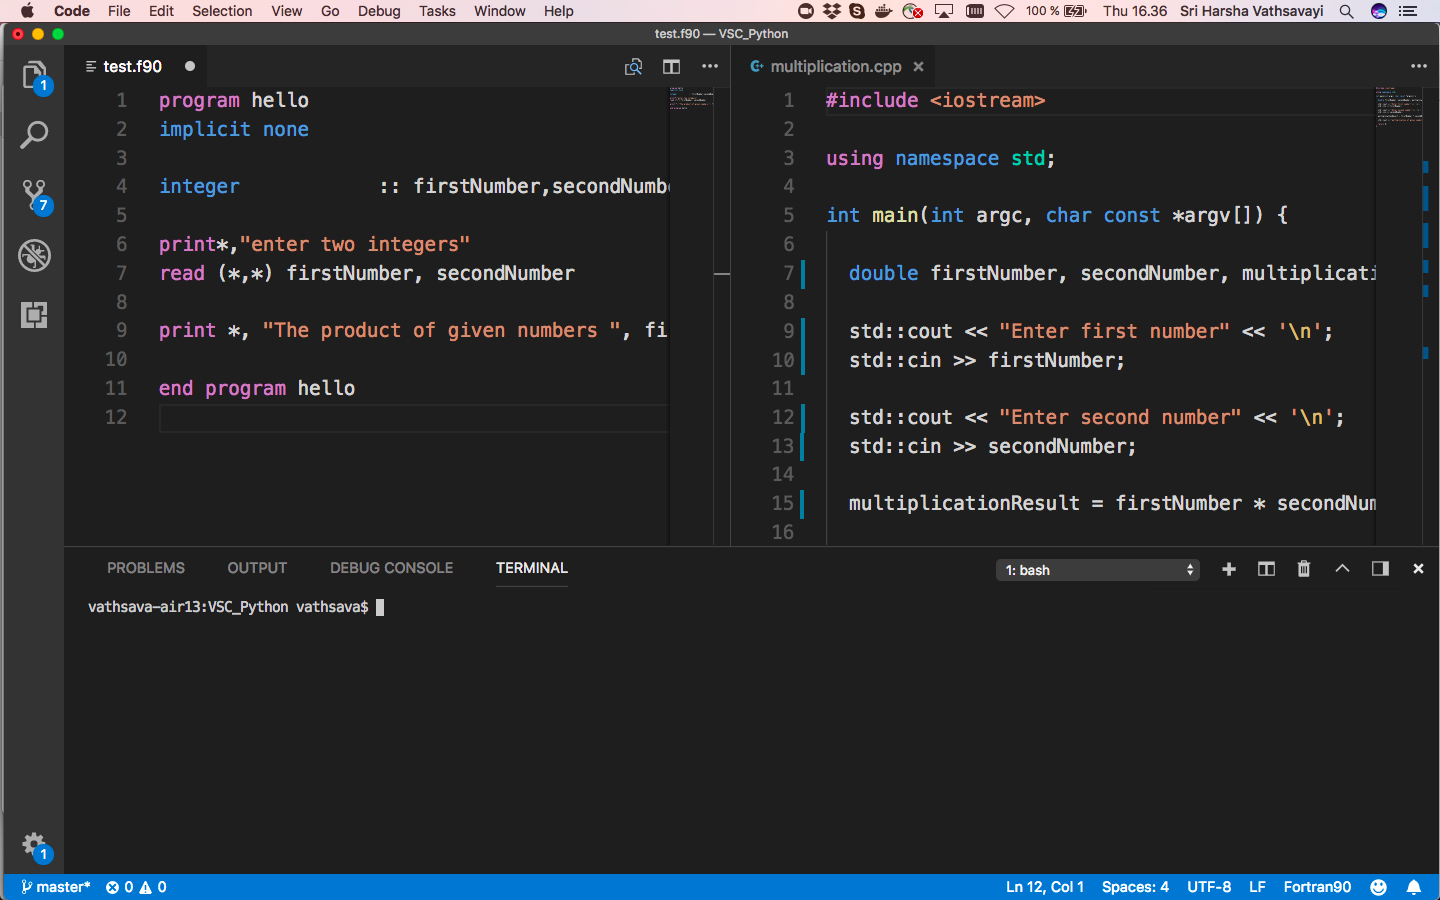 Code File Edit Selection View Go Debug Tasks Window Help 100 % Thu 16.36 Sri Harsha Vathsavayi
test.f90 — VSC_Python
test.f90
multiplication.cpp
1 program hello
2 implicit none
3
4 integer :: firstNumber,secondNumbe
5
6 print*,"enter two integers"
7 read (*,*) firstNumber, secondNumber
8
9 print *, "The product of given numbers ", fi
10
11 end program hello
12
1 #include <iostream>
2
3 using namespace std;
4
5 int main(int argc, char const *argv[]) {
6
7 double firstNumber, secondNumber, multiplicati
8
9 std::cout << "Enter first number" << '\n';
10 std::cin >> firstNumber;
11
12 std::cout << "Enter second number" << '\n';
13 std::cin >> secondNumber;
14
15 multiplicationResult = firstNumber * secondNum
16
1
7
1
PROBLEMS OUTPUT DEBUG CONSOLE TERMINAL 1: bash
vathsava-air13:VSC_Python vathsava$
master* 0 0 Ln 12, Col 1 Spaces: 4 UTF-8 LF Fortran90